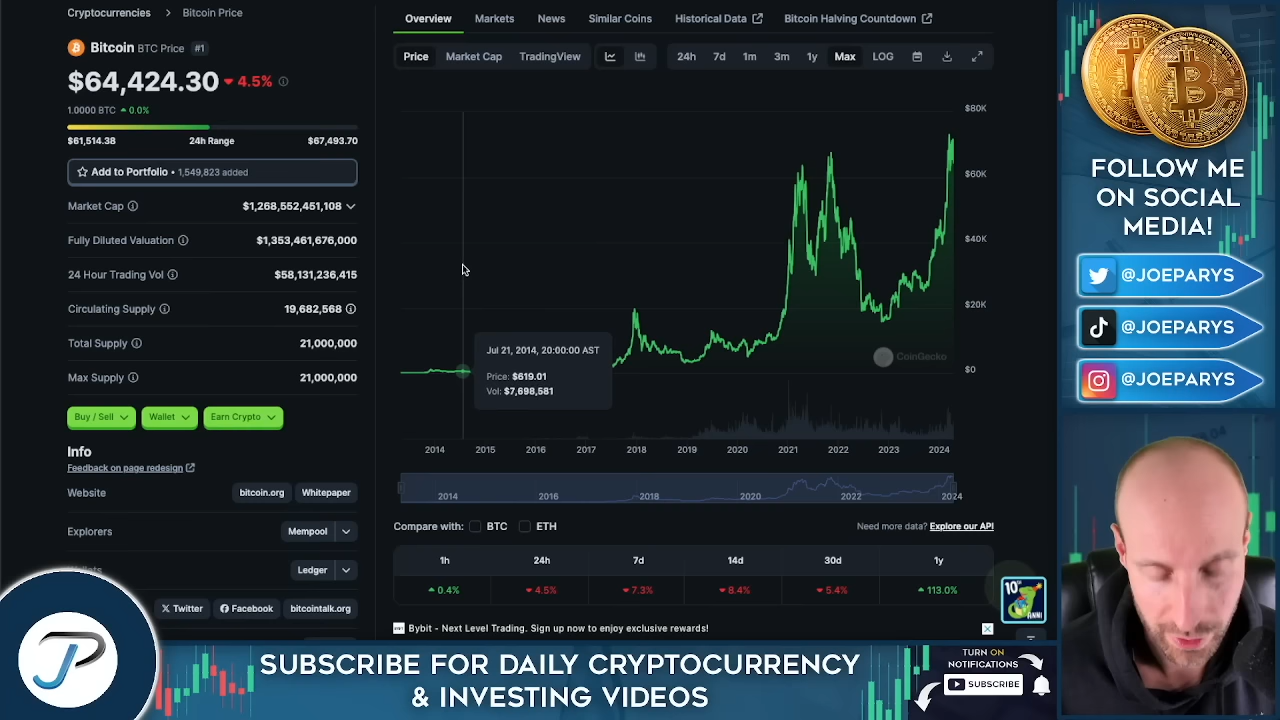 Cryptocurrencies > Bitcoin Price
Bitcoin BTC Price #1
$64,424.30 4.5%
1.0000 BTC 0.0%
$61,514.38 24h Range $67,493.70
Add to Portfolio • 1,549,823 added
Market Cap $1,268,552,451,108
Fully Diluted Valuation $1,353,461,676,000
24 Hour Trading Vol $58,131,236,415
Circulating Supply 19,682,568
Total Supply 21,000,000
Max Supply 21,000,000
Buy / Sell Wallet Earn Crypto
Info
Feedback on page redesign
Website bitcoin.org Whitepaper
Explorers Mempool
Ledger
Twitter Facebook bitcointalk.org
Overview Markets News Similar Coins Historical Data Bitcoin Halving Countdown
Price Market Cap TradingView 24h 7d 1m 3m 1y Max LOG
$80K
$60K
$40K
$20K
$0
Jul 21, 2014, 20:00:00 AST
Price: $619.01
Vol: $7,698,581
CoinGecko
2014 2015 2016 2017 2018 2019 2020 2021 2022 2023 2024
2014 2016 2018 2020 2022 2024
Compare with: BTC ETH Need more data? Explore our API
1h 24h 7d 14d 30d 1y
0.4% 4.5% 7.3% 8.4% 5.4% 113.0%
Bybit - Next Level Trading. Sign up now to enjoy exclusive rewards!
FOLLOW ME
ON SOCIAL
MEDIA!
@JOEPARYS
@JOEPARYS
@JOEPARYS
SUBSCRIBE FOR DAILY CRYPTOCURRENCY
& INVESTING VIDEOS
TURN ON
NOTIFICATIONS
SUBSCRIBE